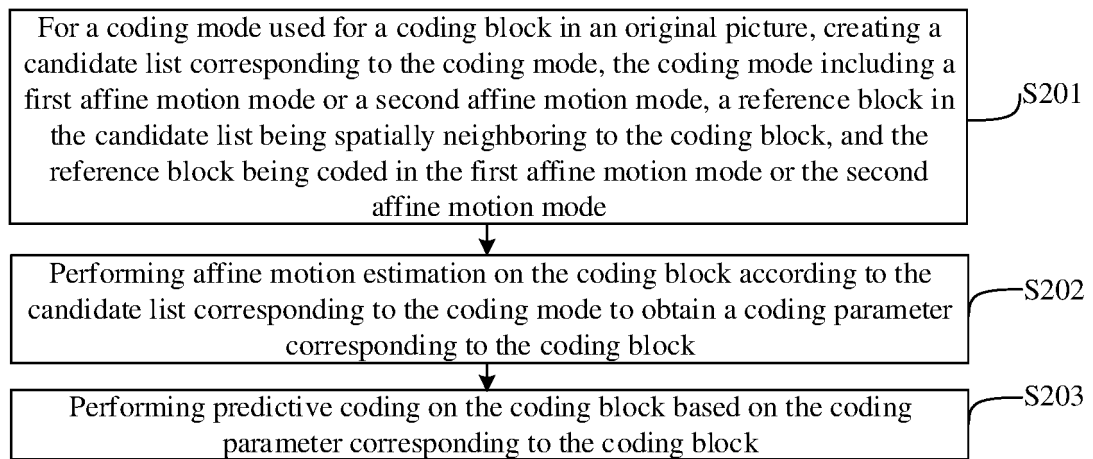 For a coding mode used for a coding block in an original picture, creating a
candidate list corresponding to the coding mode, the coding mode including a
first affine motion mode or a second affine motion mode, a reference block in
the candidate list being spatially neighboring to the coding block, and the
reference block being coded in the first affine motion mode or the second
affine motion mode
S201
Performing affine motion estimation on the coding block according to the
candidate list corresponding to the coding mode to obtain a coding parameter
corresponding to the coding block
S202
Performing predictive coding on the coding block based on the coding
parameter corresponding to the coding block
S203